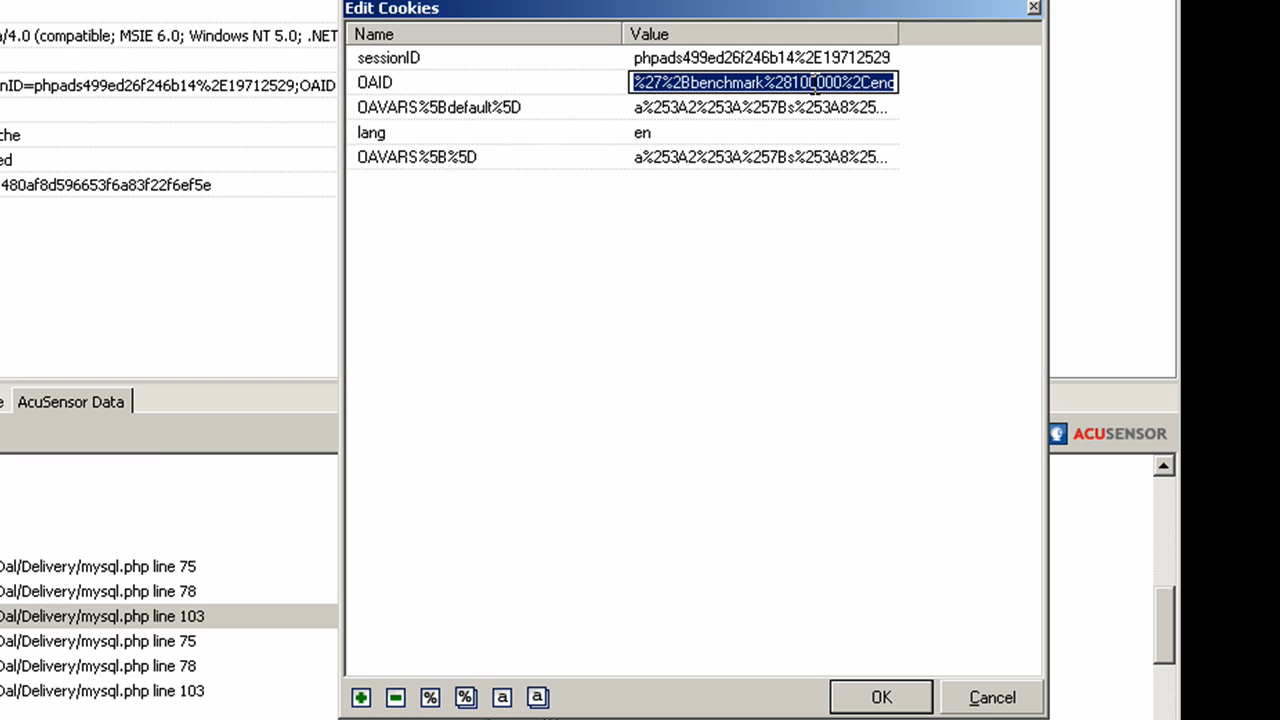 Edit Cookies
Name Value
/4.0 (compatible; MSIE 6.0; Windows NT 5.0; .NET
sessionID phpads499ed26f246b14%2E19712529
nID=phpads499ed26f246b14%2E19712529;OAID
OAID %27%2Bbenchmark%28100000%2Cenc
OAVARS%5Bdefault%5D a%253A2%253A%257Bs%253A8%25...
che
lang en
ed
OAVARS%5B%5D a%253A2%253A%257Bs%253A8%25...
480af8d596653f6a83f22f6ef5e
e AcuSensor Data
ACUSENSOR
Dal/Delivery/mysql.php line 75
Dal/Delivery/mysql.php line 78
Dal/Delivery/mysql.php line 103
Dal/Delivery/mysql.php line 75
Dal/Delivery/mysql.php line 78
Dal/Delivery/mysql.php line 103
% % a a
OK Cancel